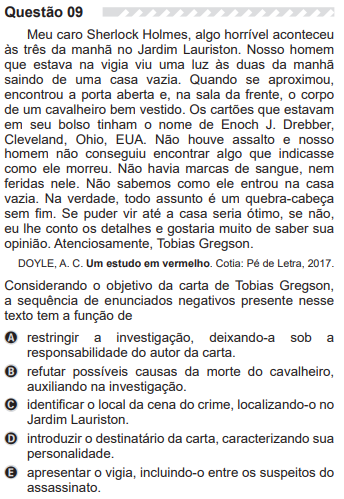 Questão 09
Meu caro Sherlock Holmes, algo horrível aconteceu
às três da manhã no Jardim Lauriston. Nosso homem
que estava na vigia viu uma luz às duas da manhã
saindo de uma casa vazia. Quando se aproximou,
encontrou a porta aberta e, na sala da frente, o corpo
de um cavalheiro bem vestido. Os cartões que estavam
em seu bolso tinham o nome de Enoch J. Drebber,
Cleveland, Ohio, EUA. Não houve assalto e nosso
homem não conseguiu encontrar algo que indicasse
como ele morreu. Não havia marcas de sangue, nem
feridas nele. Não sabemos como ele entrou na casa
vazia. Na verdade, todo assunto é um quebra-cabeça
sem fim. Se puder vir até a casa seria ótimo, se não,
eu lhe conto os detalhes e gostaria muito de saber sua
opinião. Atenciosamente, Tobias Gregson.
DOYLE, A. C. Um estudo em vermelho. Cotia: Pé de Letra, 2017.
Considerando o objetivo da carta de Tobias Gregson,
a sequência de enunciados negativos presente nesse
texto tem a função de
A restringir a investigação, deixando-a sob a
responsabilidade do autor da carta.
B refutar possíveis causas da morte do cavalheiro,
auxiliando na investigação.
C identificar o local da cena do crime, localizando-o no
Jardim Lauriston.
D introduzir o destinatário da carta, caracterizando sua
personalidade.
E apresentar o vigia, incluindo-o entre os suspeitos do
assassinato.